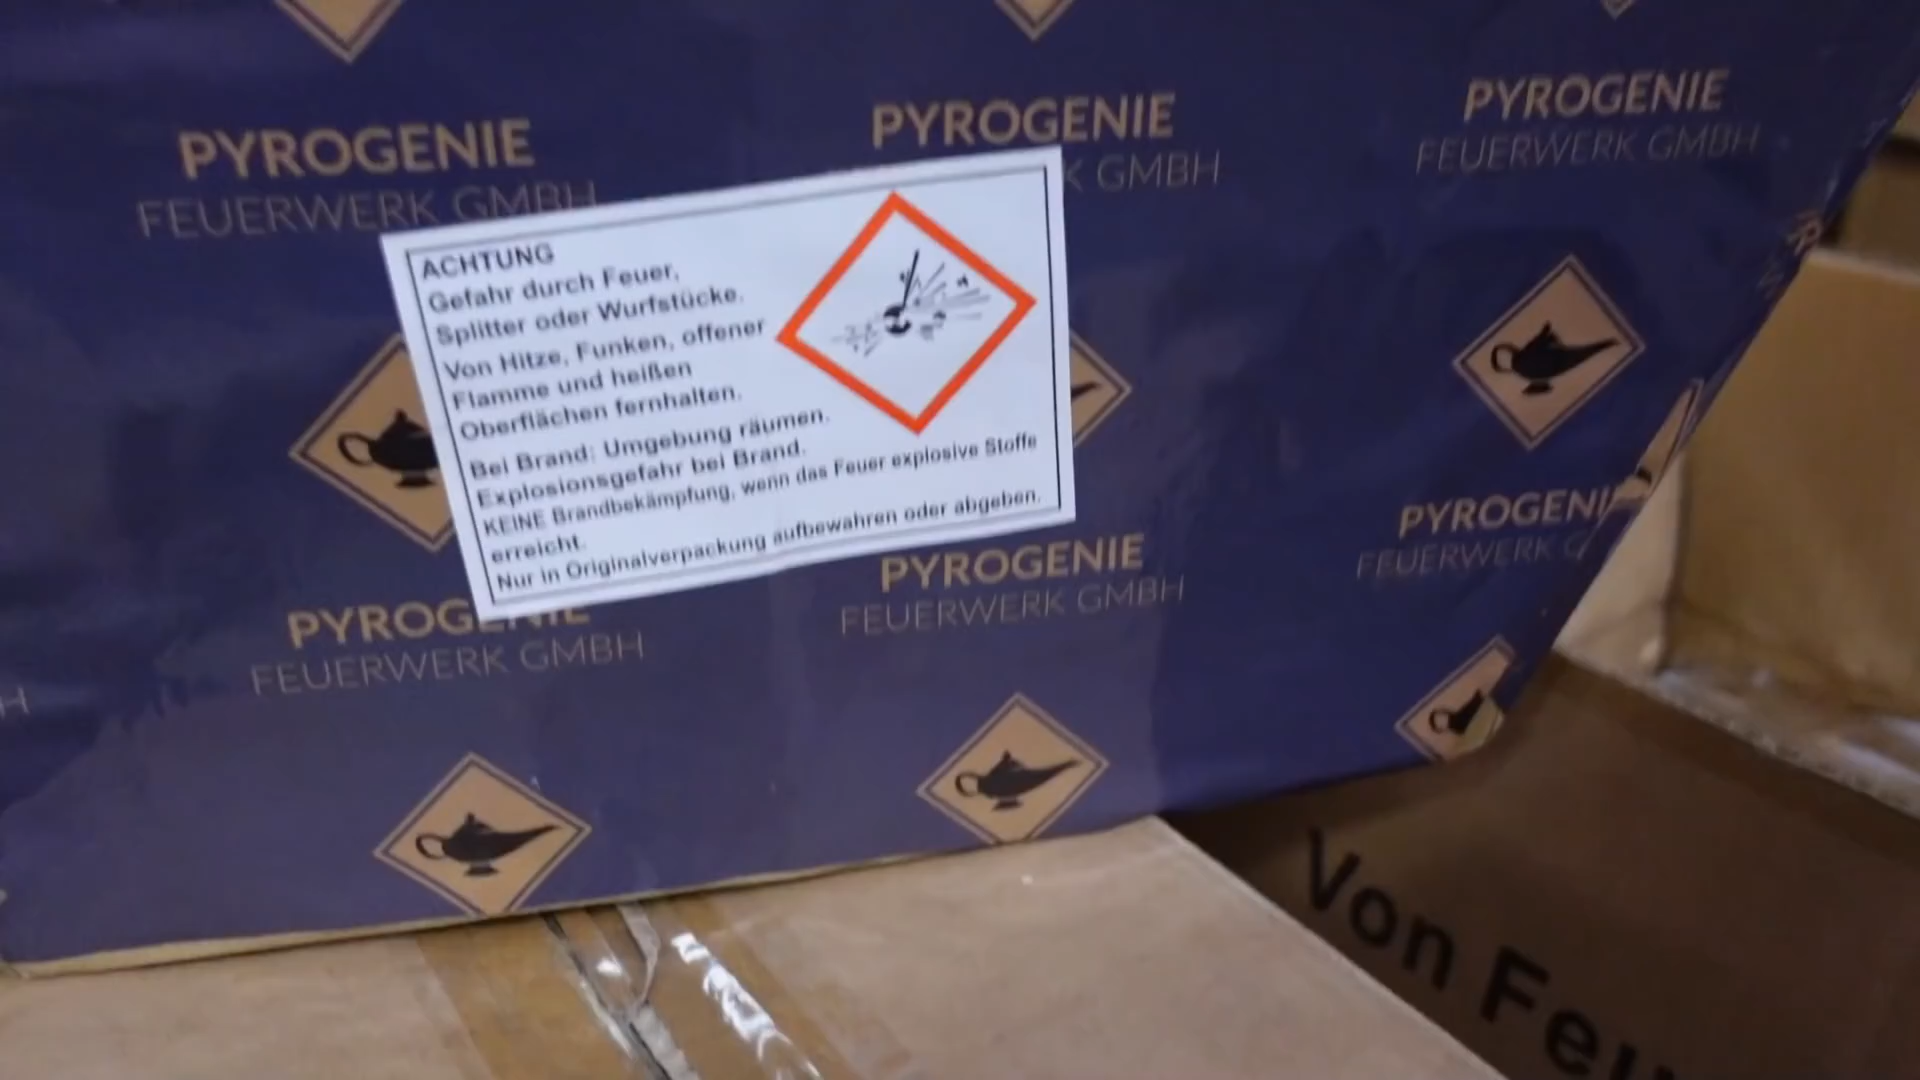 PYROGENIE
FEUERWERK GMBH
PYROGENIE
K GMBH
PYROGENIE
FEUERWERK GMBH
ACHTUNG
Gefahr durch Feuer,
Splitter oder Wurfstücke.
Von Hitze, Funken, offener
Flamme und heißen
Oberflächen fernhalten.
Bei Brand: Umgebung räumen.
Explosionsgefahr bei Brand.
KEINE Brandbekämpfung, wenn das Feuer explosive Stoffe
erreicht.
Nur in Originalverpackung aufbewahren oder abgeben.
PYROGENIE
FEUERWERK GMBH
PYROGENIE
FEUERWERK GMBH
PYROGENI
FEUERWERK G
H
Von Feu